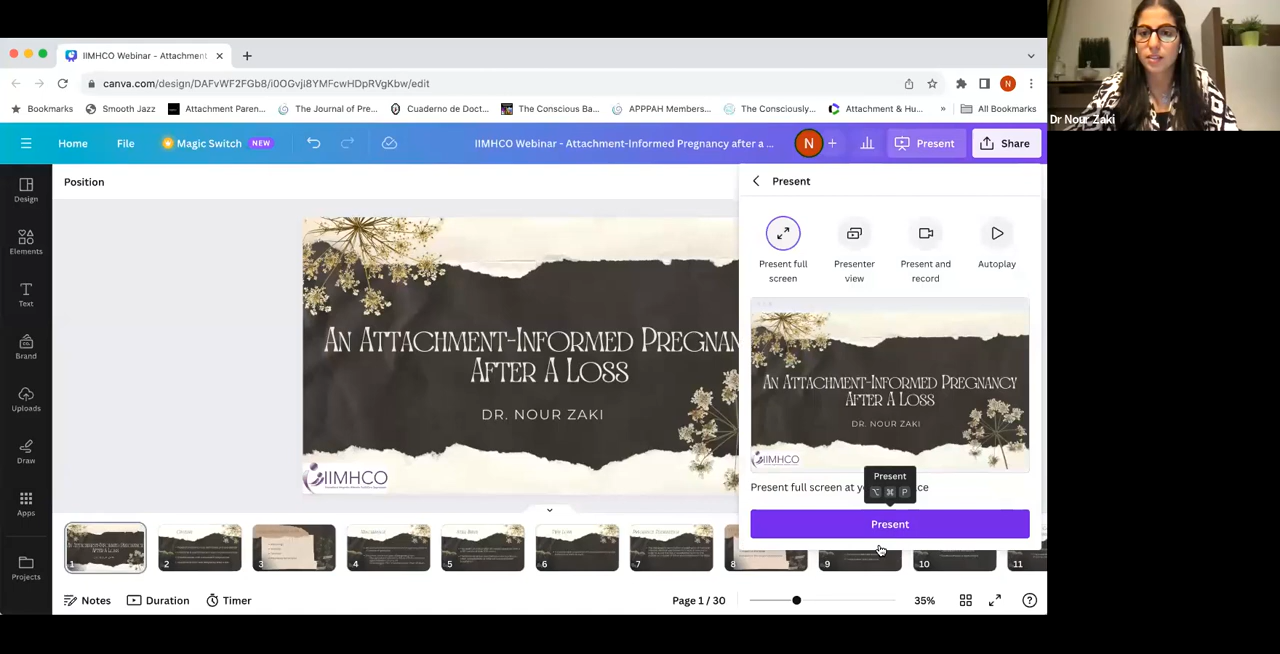 IIMHCO Webinar - Attachment
canva.com/design/DAFvWF2FGb8/i0OGvjI8YMFcwHDpRVgKbw/edit
N
Bookmarks
Smooth Jazz
Attachment Paren...
The Journal of Pre...
Cuaderno de Doct...
The Conscious Ba...
APPPAH Members...
The Consciously...
Attachment & Hu...
»
All Bookmarks
Dr Nour Zaki
Home
File
Magic Switch NEW
IIMHCO Webinar - Attachment-Informed Pregnancy after a ...
N
Present
Share
Position
Design
Elements
Text
Brand
Uploads
Draw
Apps
Projects
An Attachment-Informed Pregnan
After A Loss
DR. NOUR ZAKI
IIMHCO
Present
Present full
screen
Presenter
view
Present and
record
Autoplay
An Attachment-Informed Pregnancy
After A Loss
DR. NOUR ZAKI
IIMHCO
Present
⌥ ⌘ P
Present full screen at yo
ce
Present
1
2
3
4
5
6
7
8
9
10
11
Notes
Duration
Timer
Page 1 / 30
35%